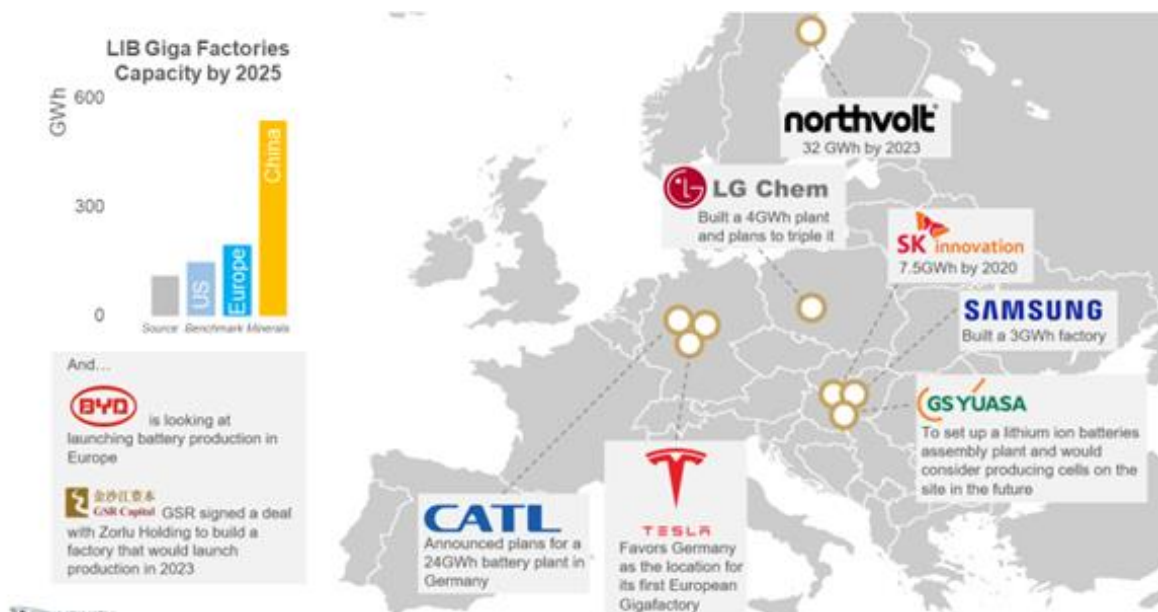 LIB Giga Factories
Capacity by 2025
GWh
600
300
0
US
Europe
China
Source Benchmark Minerals
And...
BYD
is looking at
launching battery production in
Europe
金沙江资本
GSR Capital GSR signed a deal
with Zorlu Holding to build a
factory that would launch
production in 2023
northvolt
32 GWh by 2023
LG Chem
Built a 4GWh plant
and plans to triple it
SK innovation
7.5GWh by 2020
SAMSUNG
Built a 3GWh factory
GS YUASA
To set up a lithium ion batteries
assembly plant and would
consider producing cells on the
site in the future
CATL
Announced plans for a
24GWh battery plant in
Germany
TESLA
Favors Germany
as the location for
its first European
Gigafactory